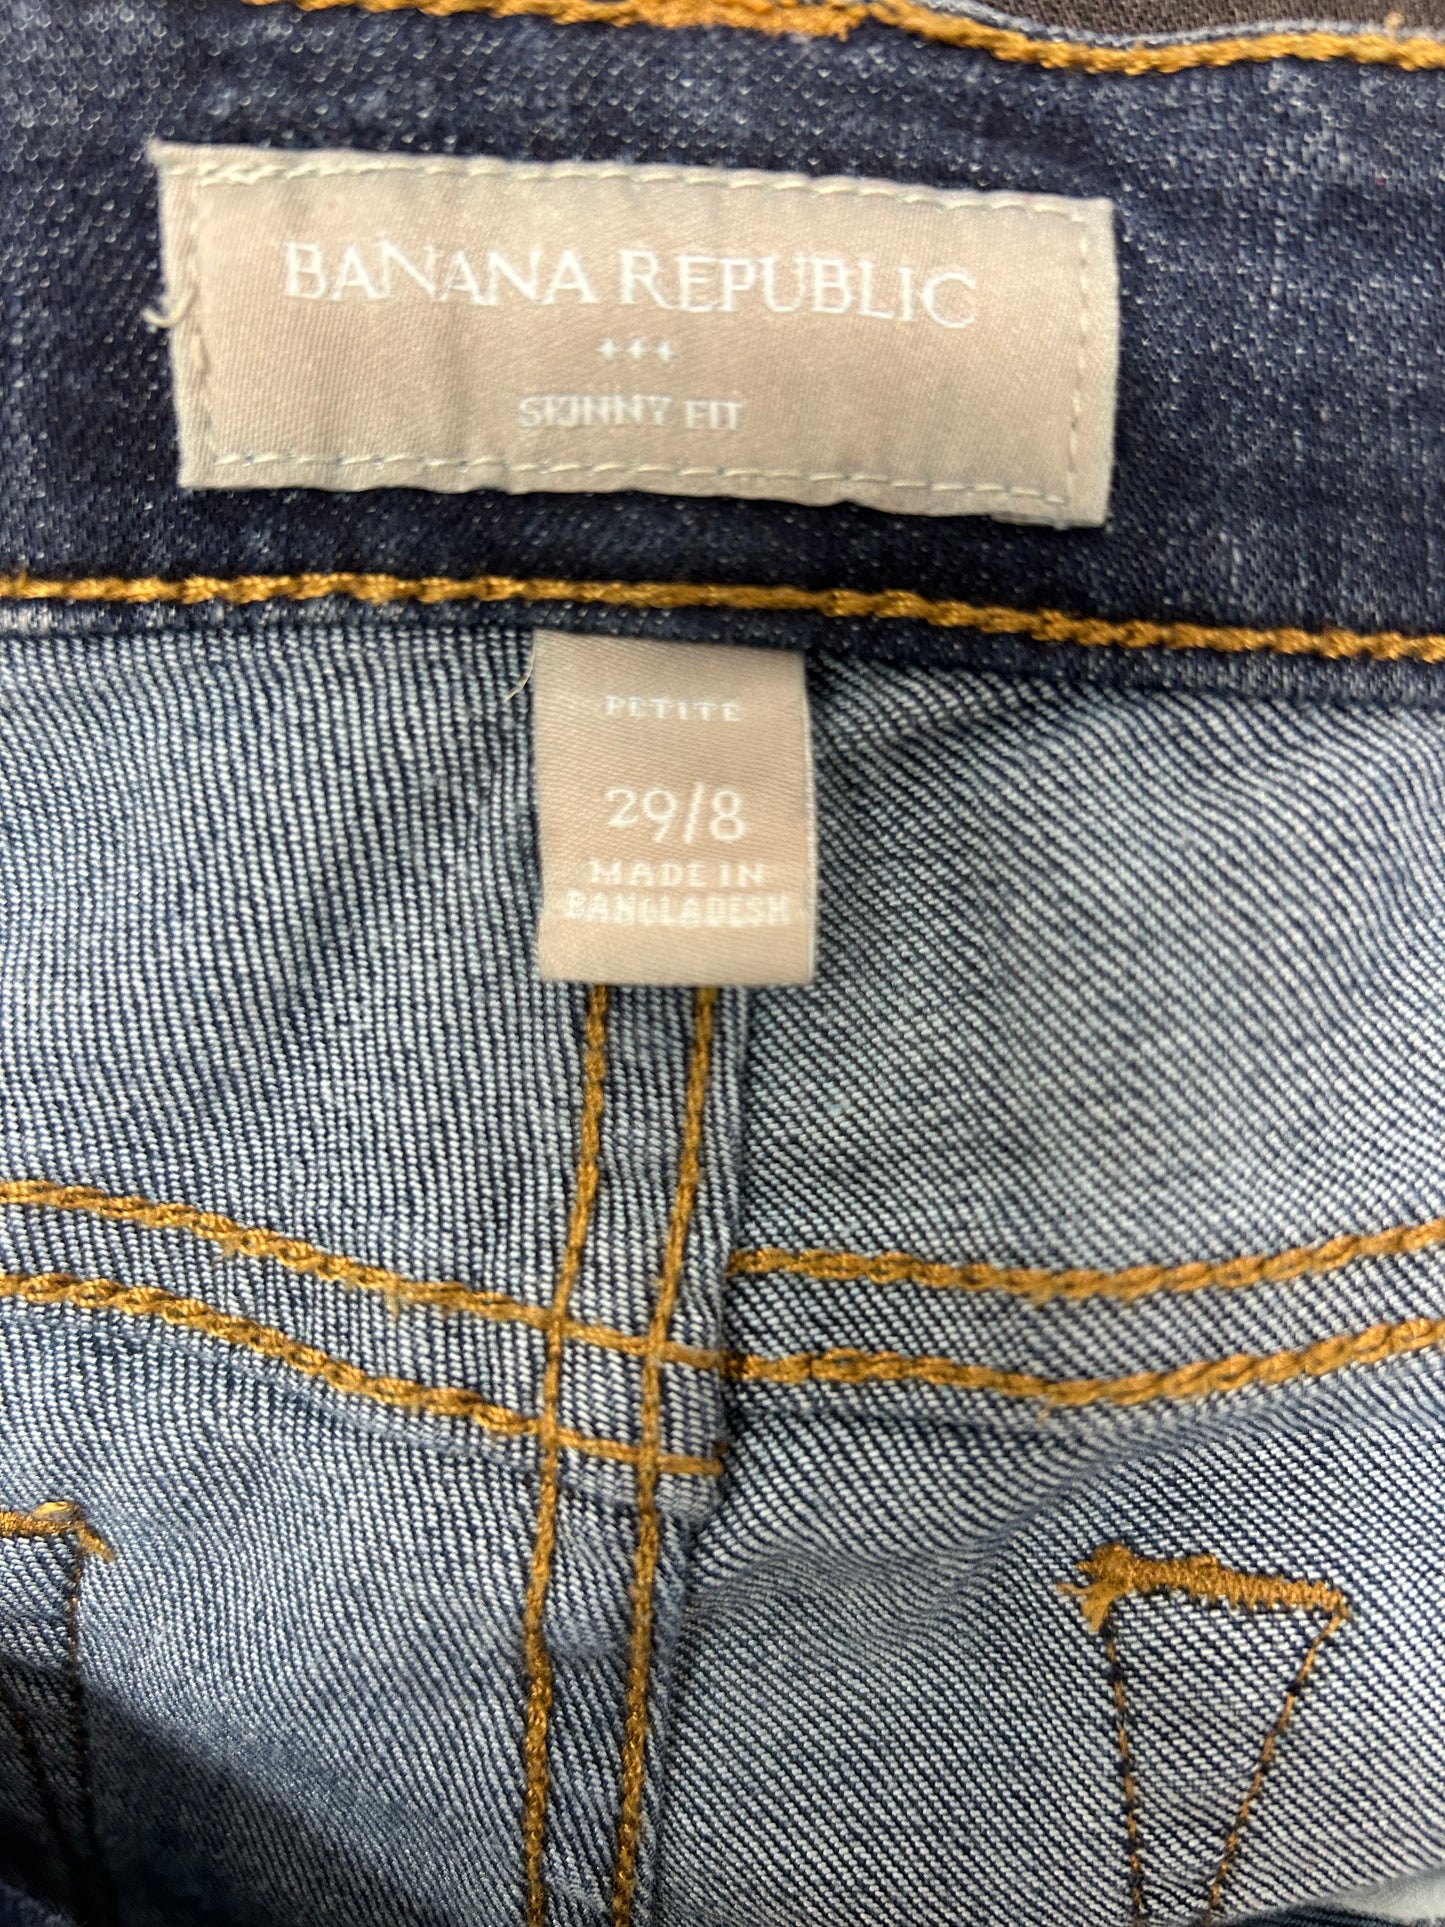 BANANA REPUBLIC
+++
SKINNY FIT
PETITE
29/8
MADE IN
BANGLADESH